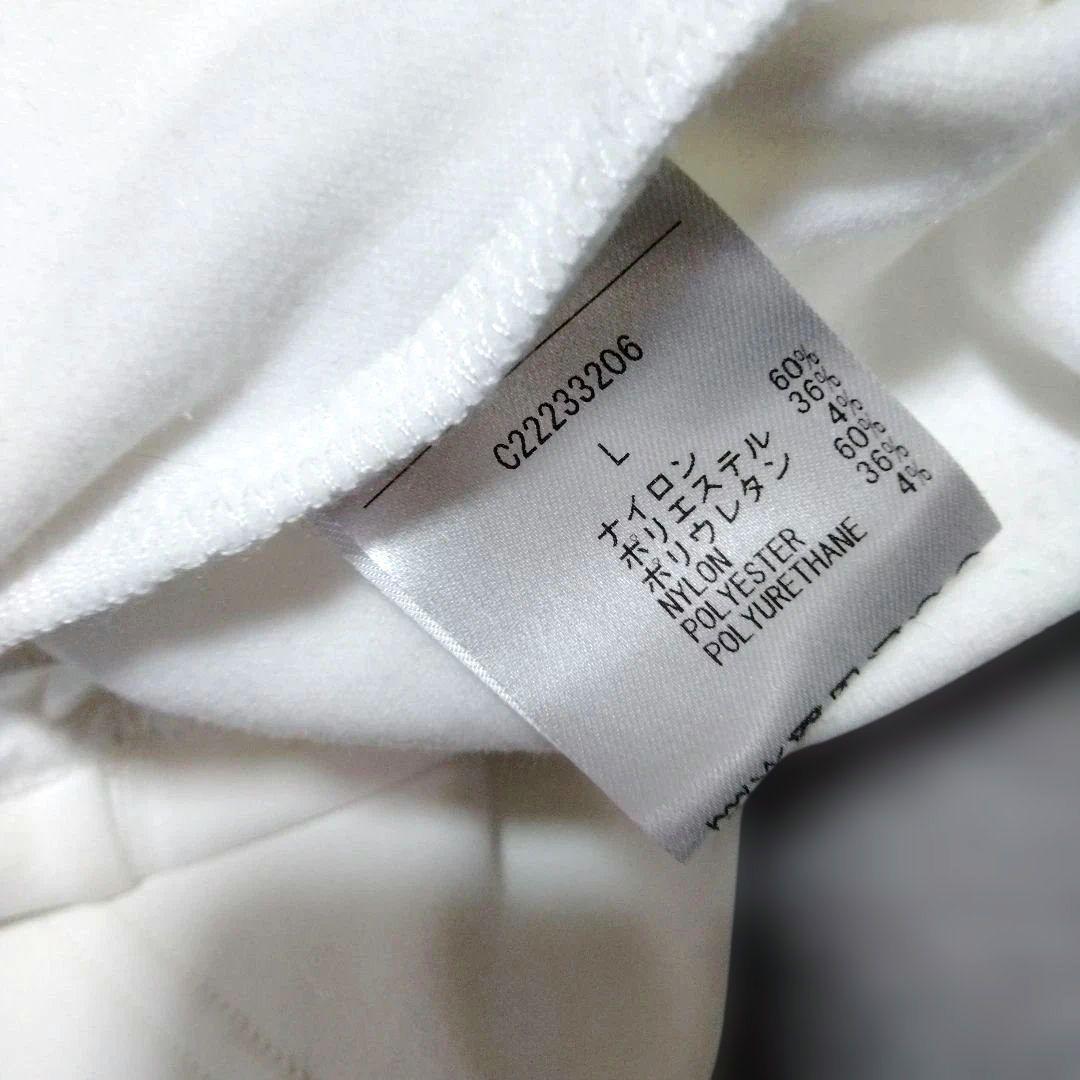 C22233206
L
ナイロン 60%
ポリエステル 36%
ポリウレタン 4%
NYLON 60%
POLYESTER 36%
POLYURETHANE 4%